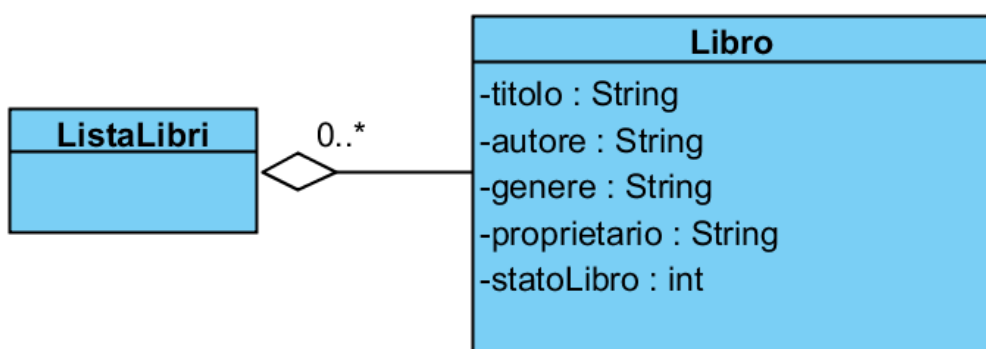 ListaLibri
0..*
Libro
-titolo : String
-autore : String
-genere : String
-proprietario : String
-statoLibro : int